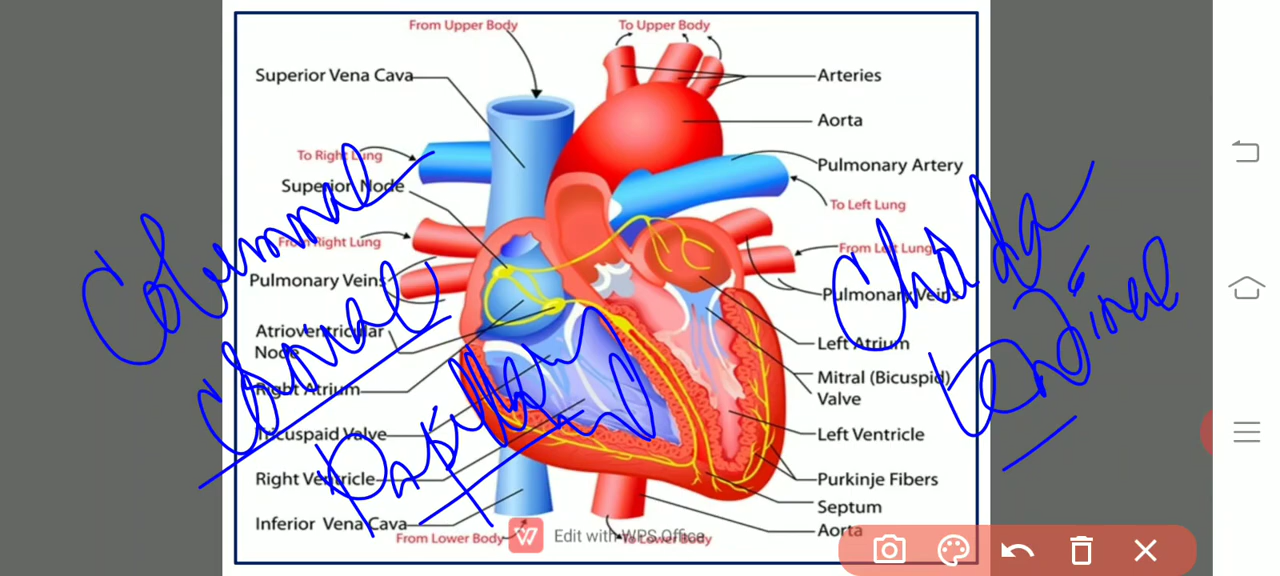 From Upper Body
To Upper Body
Superior Vena Cava
Arteries
Aorta
To Right Lung
Pulmonary Artery
Superior Node
To Left Lung
From Right Lung
From Left Lung
Pulmonary Veins
Pulmonary Veins
Atrioventricular
Node
Left Atrium
Right Atrium
Mitral (Bicuspid)
Valve
Tricuspaid Valve
Left Ventricle
Right Ventricle
Purkinje Fibers
Septum
Inferior Vena Cava
Aorta
From Lower Body
To Lower Body
Edit with WPS Office
Columnae
Chorda